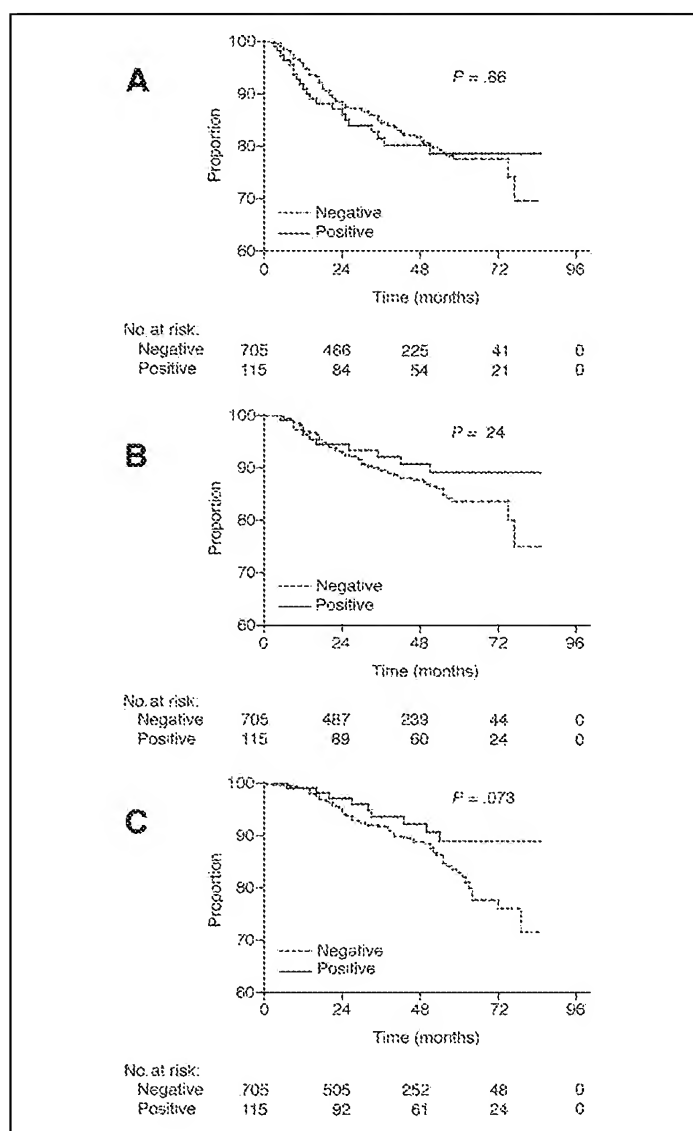 A
100
90
80
70
60
Proportion
P = .66
Negative
Positive
0 24 48 72 96
Time (months)
No. at risk:
Negative 705 466 225 41 0
Positive 115 84 54 21 0
B
100
90
80
70
60
Proportion
P = .24
Negative
Positive
0 24 48 72 96
Time (months)
No. at risk:
Negative 705 487 239 44 0
Positive 115 89 60 24 0
C
100
90
80
70
60
Proportion
P = .073
Negative
Positive
0 24 48 72 96
Time (months)
No. at risk:
Negative 705 505 252 48 0
Positive 115 92 61 24 0